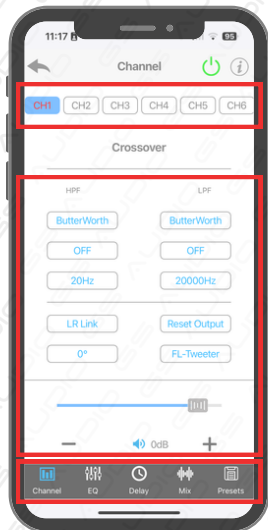 11:17 95
Channel
CH1 CH2 CH3 CH4 CH5 CH6
Crossover
HPF LPF
ButterWorth ButterWorth
OFF OFF
20Hz 20000Hz
LR Link Reset Output
0° FL-Tweeter
0dB
Channel EQ Delay Mix Presets